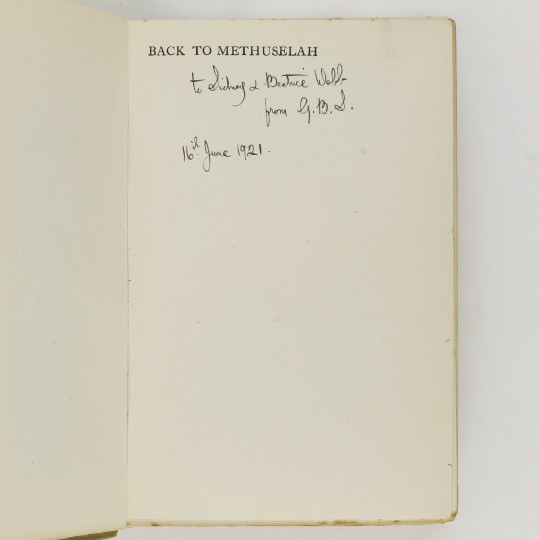 BACK TO METHUSELAH
to Sidney & Beatrice Webb
from G.B.S.
16th June 1921.